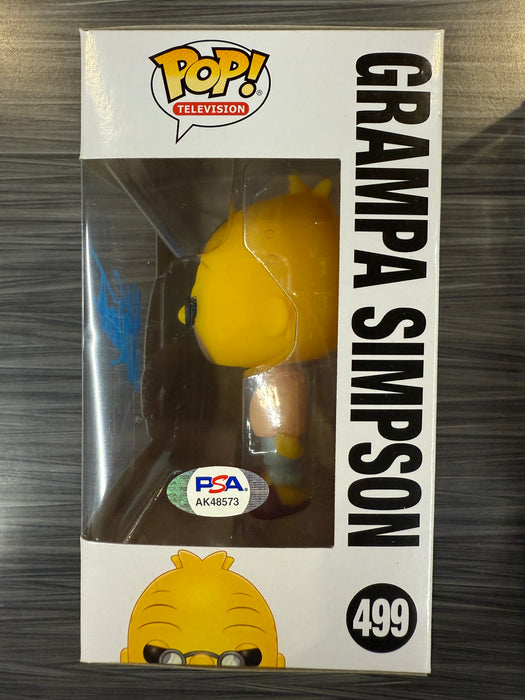 POP!
TELEVISION
GRAMPA SIMPSON
PSA
AK48573
499